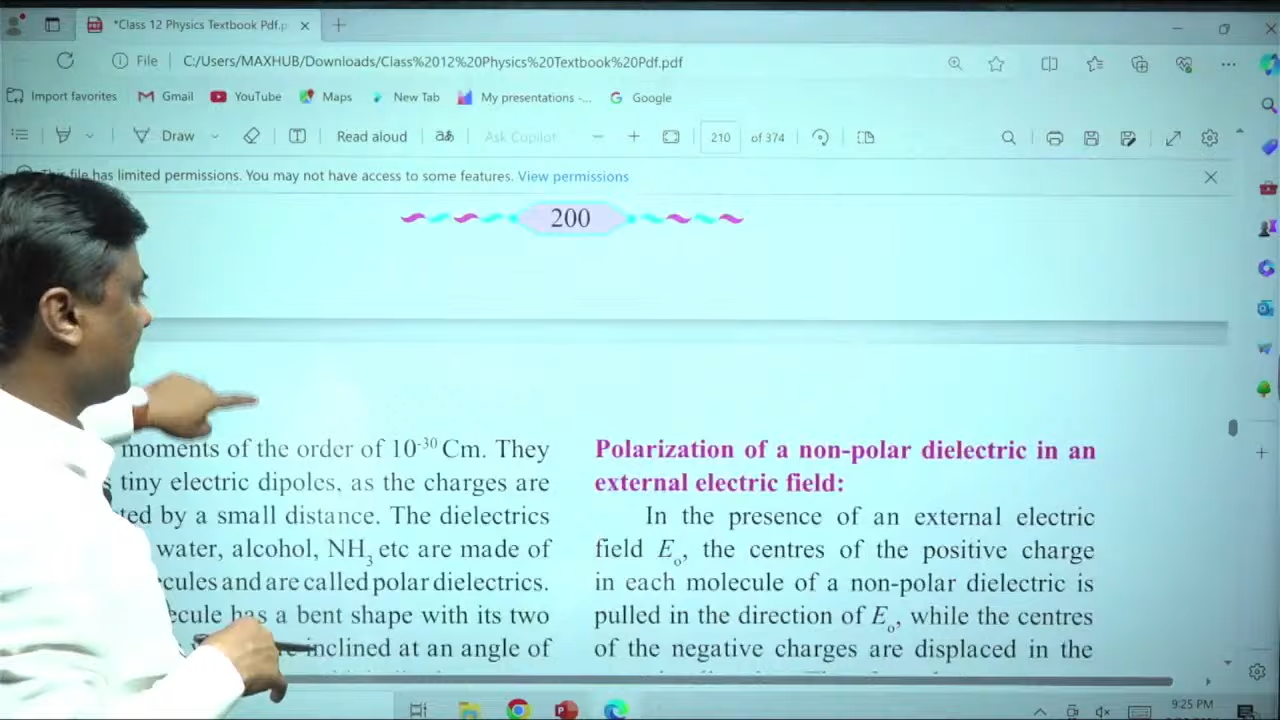 *Class 12 Physics Textbook Pdf.p
File
C:/Users/MAXHUB/Downloads/Class%2012%20Physics%20Textbook%20Pdf.pdf
Import favorites
Gmail
YouTube
Maps
New Tab
My presentations -...
Google
Draw
Read aloud
Ask Copilot
210
of 374
file has limited permissions. You may not have access to some features. View permissions
200
moments of the order of 10⁻³⁰ Cm. They
tiny electric dipoles, as the charges are
by a small distance. The dielectrics
water, alcohol, NH₃ etc are made of
and are called polar dielectrics.
has a bent shape with its two
inclined at an angle of
Polarization of a non-polar dielectric in an
external electric field:
In the presence of an external electric
field Eₒ, the centres of the positive charge
in each molecule of a non-polar dielectric is
pulled in the direction of Eₒ, while the centres
of the negative charges are displaced in the
9:25 PM